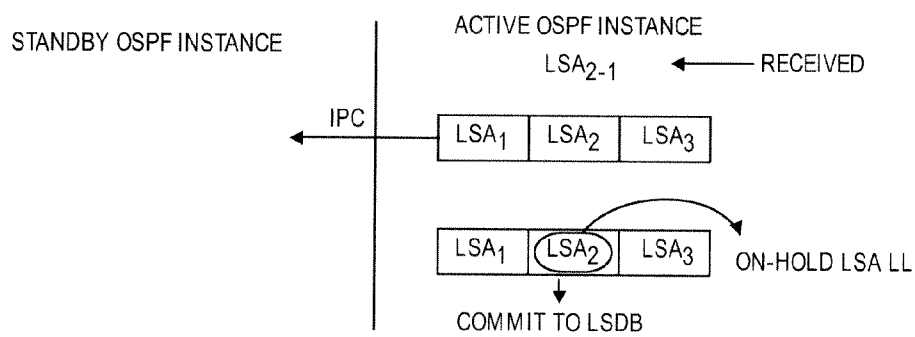 STANDBY OSPF INSTANCE
ACTIVE OSPF INSTANCE
LSA2-1
RECEIVED
IPC
LSA1 LSA2 LSA3
LSA1 LSA2 LSA3
ON-HOLD LSA LL
COMMIT TO LSDB